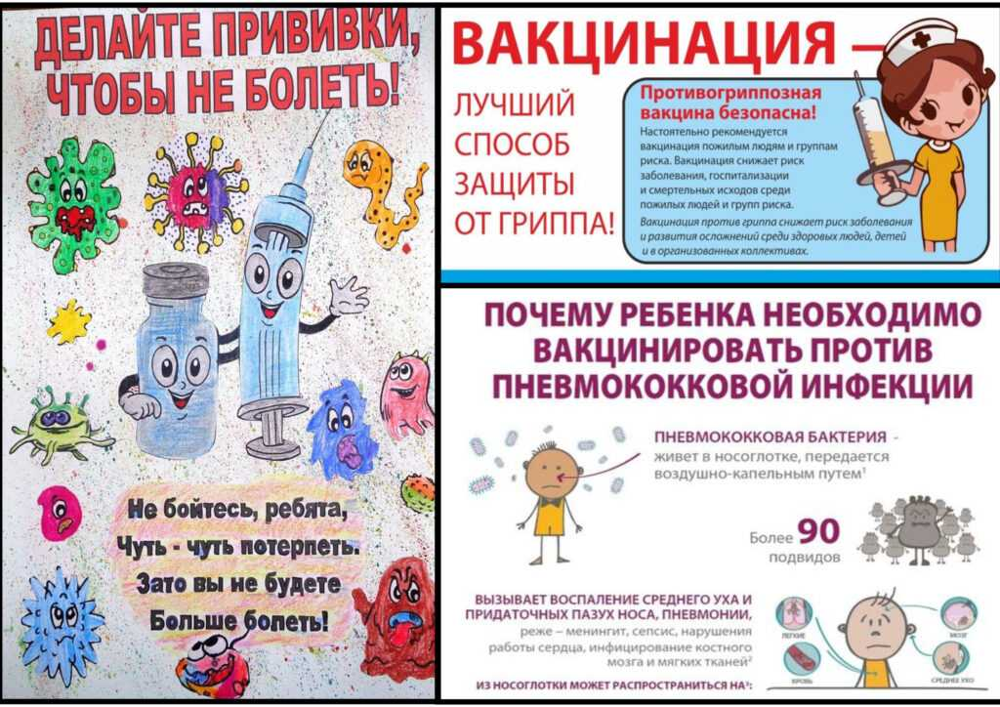 ДЕЛАЙТЕ ПРИВИВКИ,
ЧТОБЫ НЕ БОЛЕТЬ!
Не бойтесь, ребята,
Чуть - чуть потерпеть.
Зато вы не будете
Больше болеть!
ВАКЦИНАЦИЯ –
ЛУЧШИЙ
СПОСОБ
ЗАЩИТЫ
ОТ ГРИППА!
Противогриппозная
вакцина безопасна!
Настоятельно рекомендуется
вакцинация пожилым людям и группам
риска. Вакцинация снижает риск
заболевания, госпитализации
и смертельных исходов среди
пожилых людей и групп риска.
Вакцинация против гриппа снижает риск заболевания
и развития осложнений среди здоровых людей, детей
и в организованных коллективах.
ПОЧЕМУ РЕБЕНКА НЕОБХОДИМО
ВАКЦИНИРОВАТЬ ПРОТИВ
ПНЕВМОКОККОВОЙ ИНФЕКЦИИ
ПНЕВМОКОККОВАЯ БАКТЕРИЯ -
живет в носоглотке, передается
воздушно-капельным путем¹
Более 90
подвидов
ВЫЗЫВАЕТ ВОСПАЛЕНИЕ СРЕДНЕГО УХА И
ПРИДАТОЧНЫХ ПАЗУХ НОСА, ПНЕВМОНИИ,
реже – менингит, сепсис, нарушения
работы сердца, инфицирование костного
мозга и мягких тканей²
ИЗ НОСОГЛОТКИ МОЖЕТ РАСПРОСТРАНИТЬСЯ НА³:
ЛЕГКИЕ
МОЗГ
КРОВЬ
СРЕДНЕЕ УХО